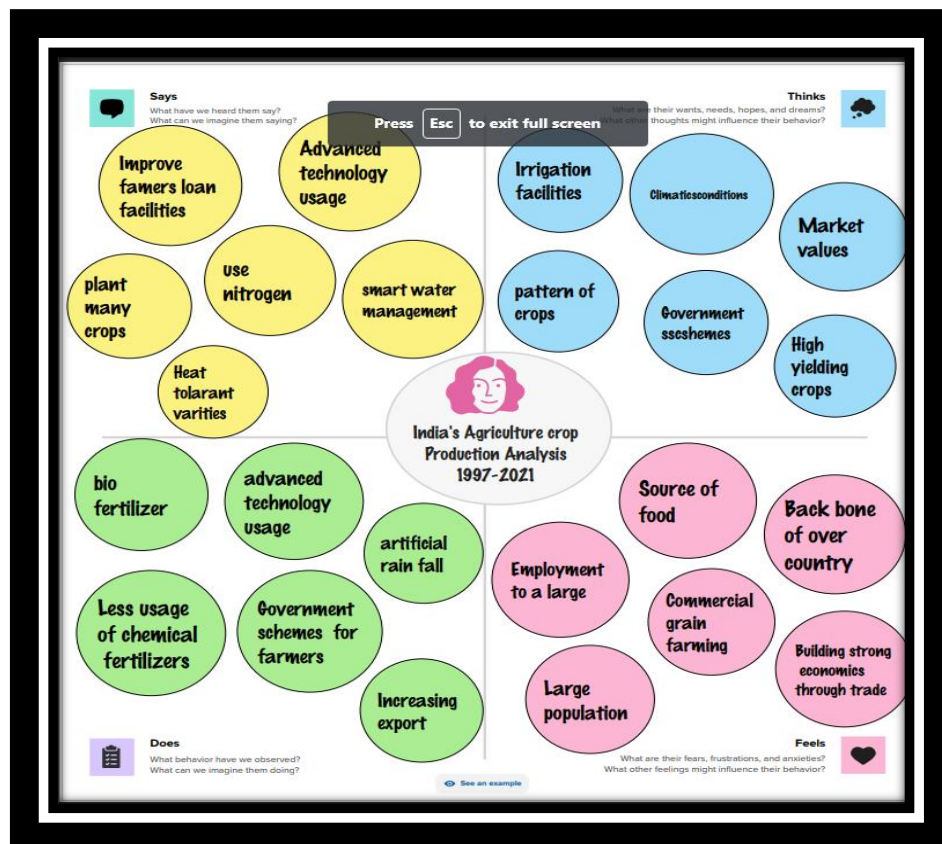 Says
What have we heard them say?
What can we imagine them saying?
Press Esc to exit full screen
Thinks
are their wants, needs, hopes, and dreams?
thoughts might influence their behavior?
Improve
famers loan
facilities
Advanced
technology
usage
plant
many
crops
use
nitrogen
smart water
management
Heat
tolarant
varities
Irrigation
facilities
Climaticsconditions
Market
values
pattern of
crops
Government
sscshemes
High
yielding
crops
India's Agriculture crop
Production Analysis
1997-2021
bio
fertilizer
advanced
technology
usage
artificial
rain fall
Less usage
of chemical
fertilizers
Government
schemes for
farmers
Increasing
export
Source of
food
Back bone
of over
country
Employment
to a large
Commercial
grain
farming
Building strong
economics
through trade
Large
population
Does
What behavior have we observed?
What can we imagine them doing?
Feels
What are their fears, frustrations, and anxieties?
What other feelings might influence their behavior?
See an example